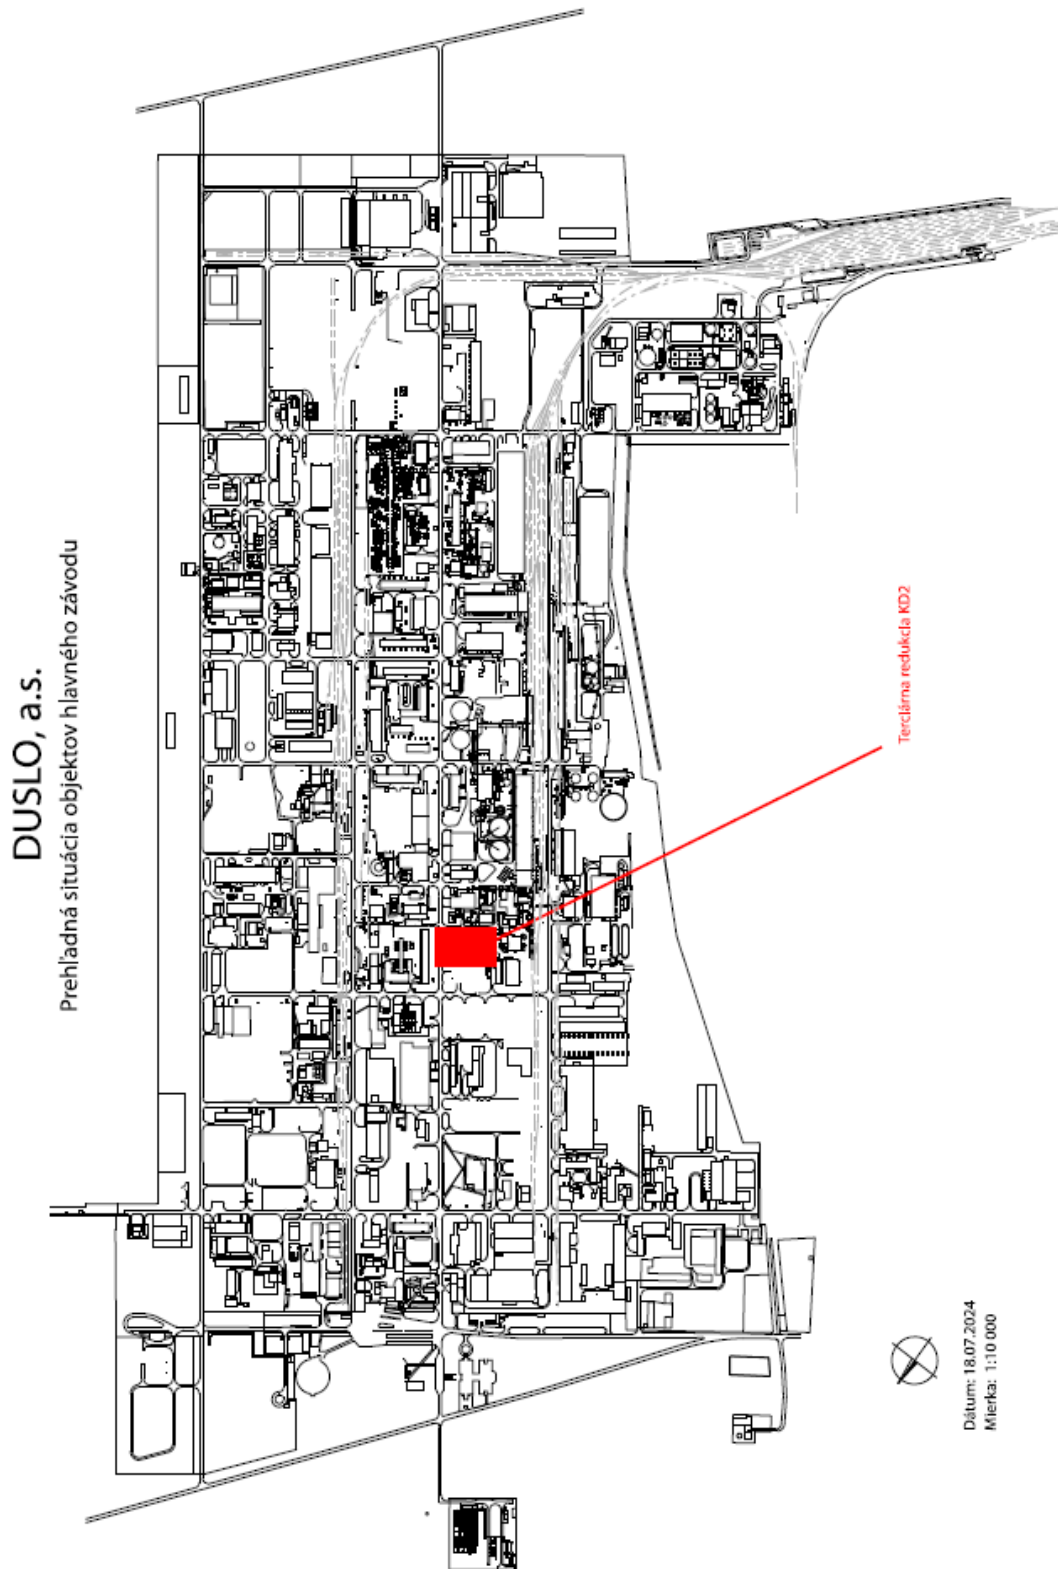 DUSLO, a.s.
Prehľadná situácia objektov hlavného závodu
Terciárna redukcia KD2
Dátum: 18.07.2024
Mierka: 1:10 000